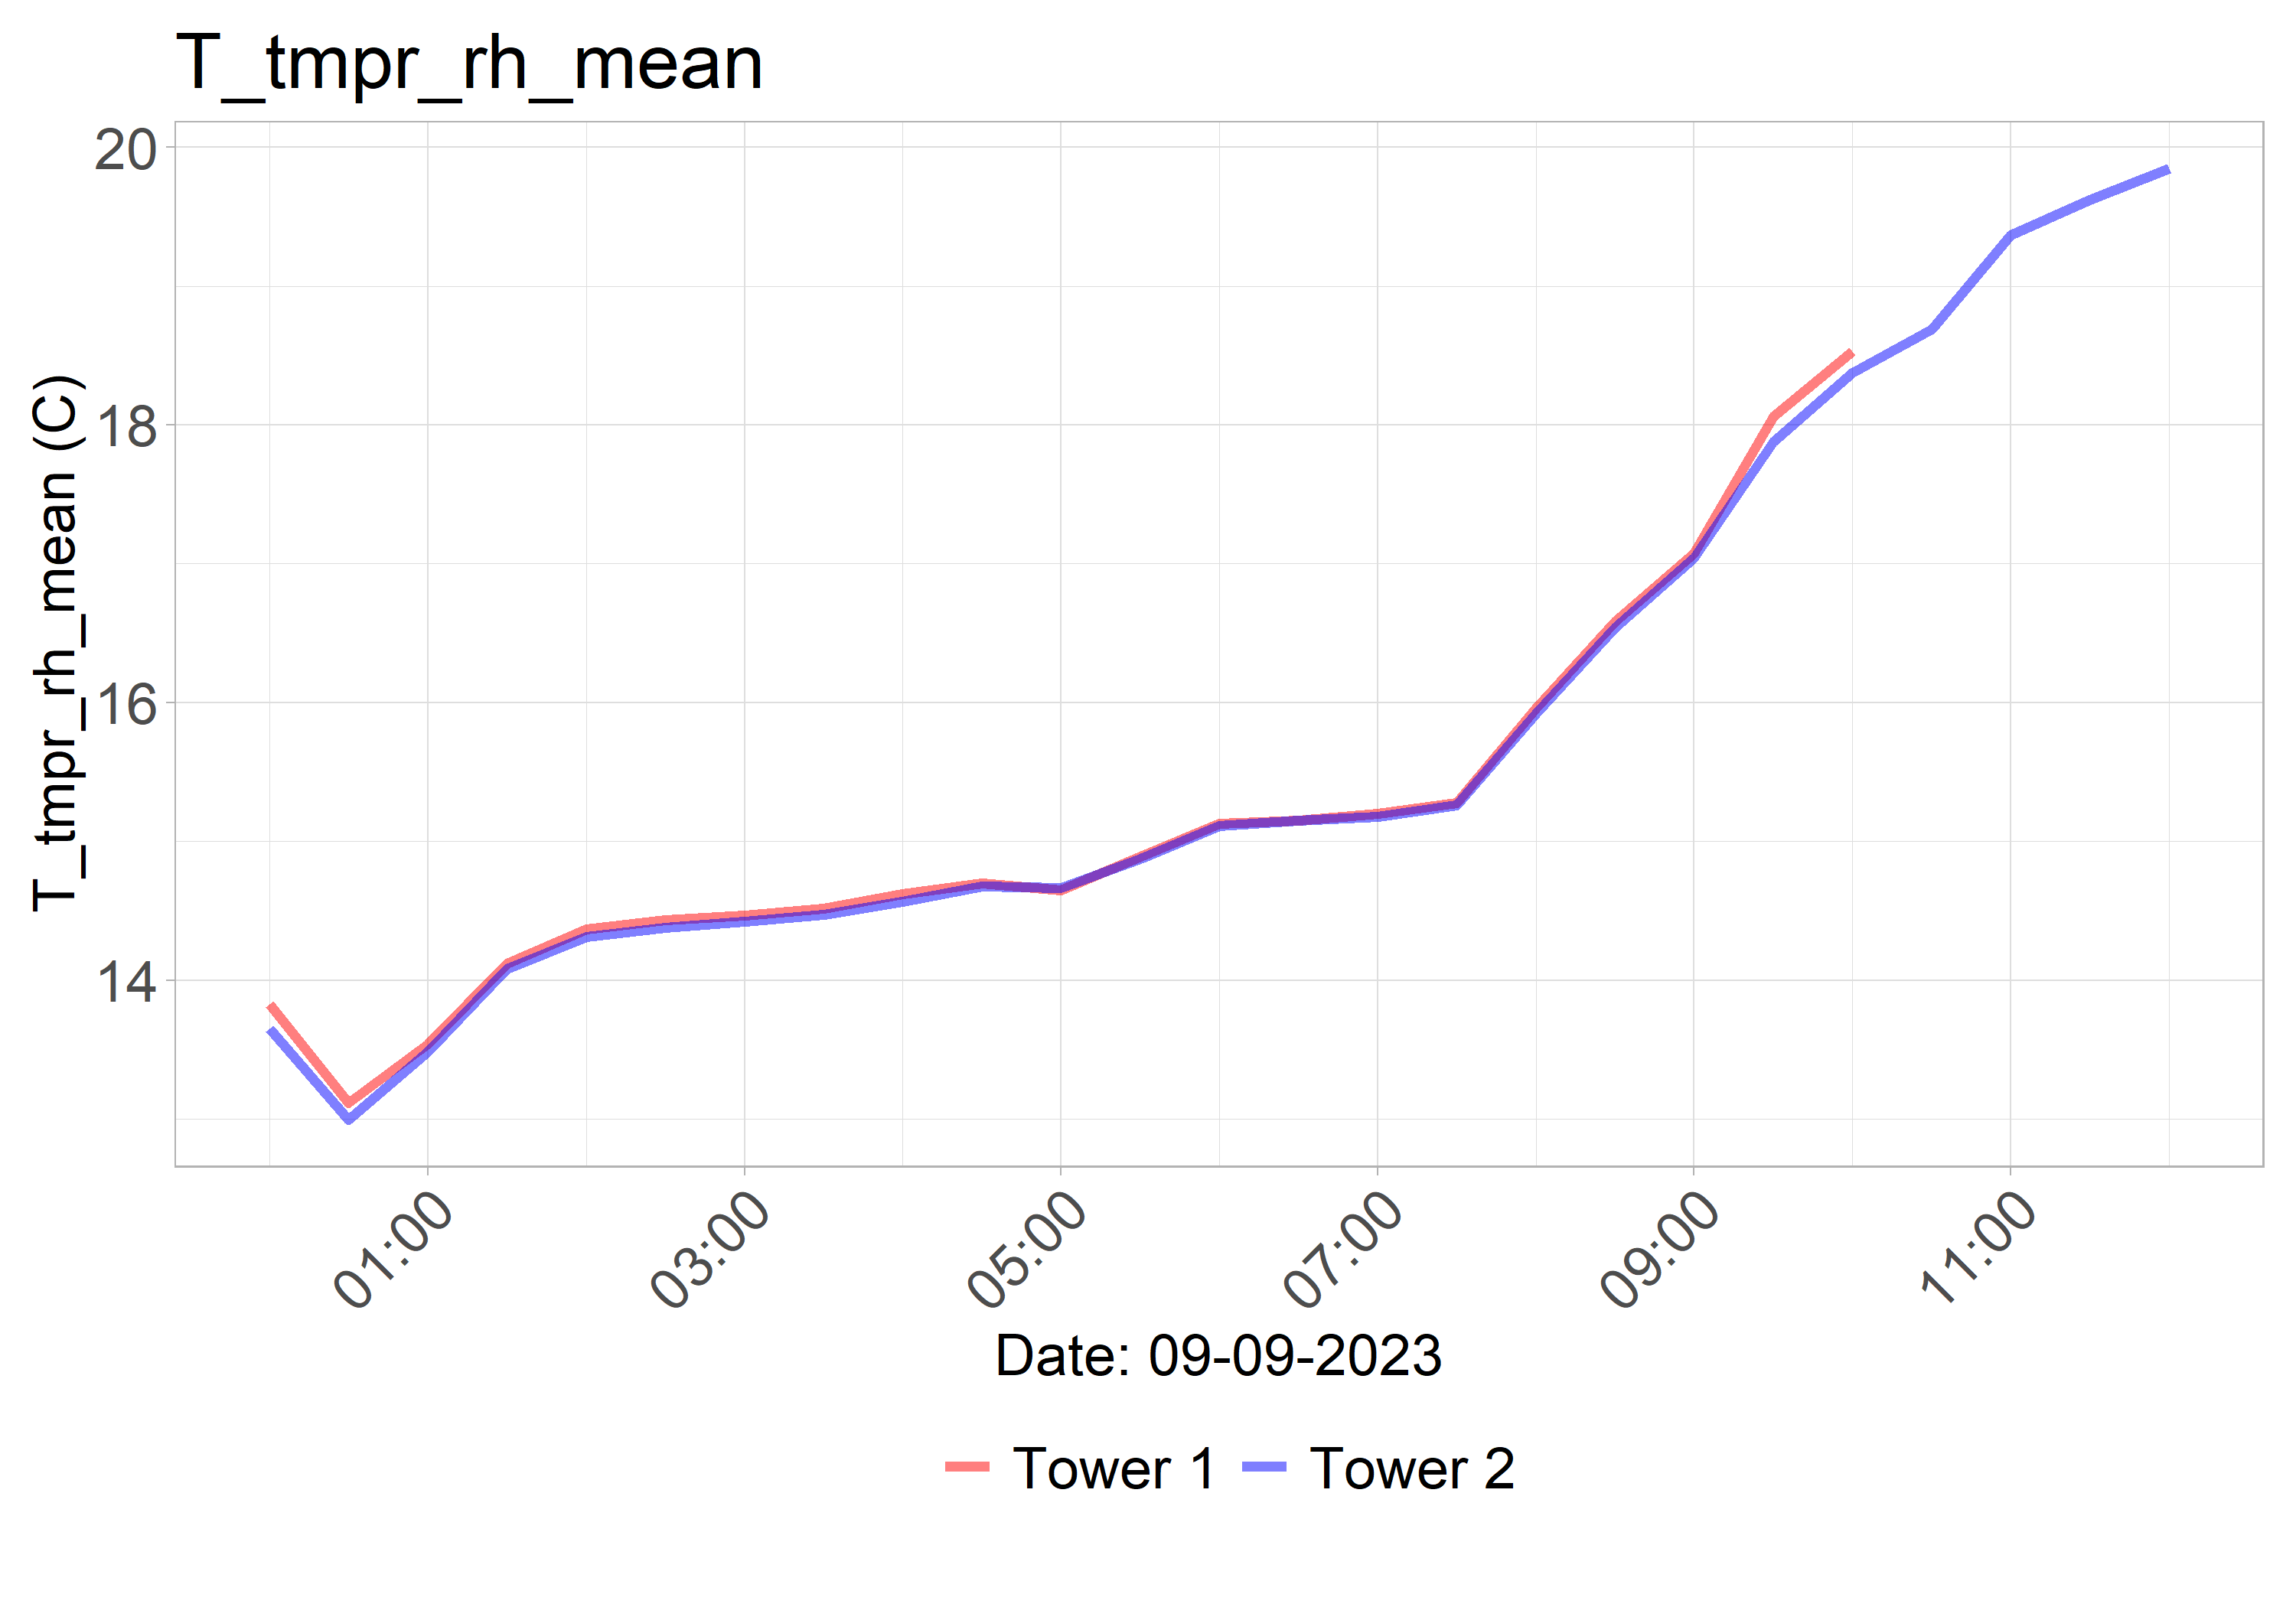 T_tmpr_rh_mean
T_tmpr_rh_mean (C)
20
18
16
14
01:00
03:00
05:00
07:00
09:00
11:00
Date: 09-09-2023
Tower 1
Tower 2